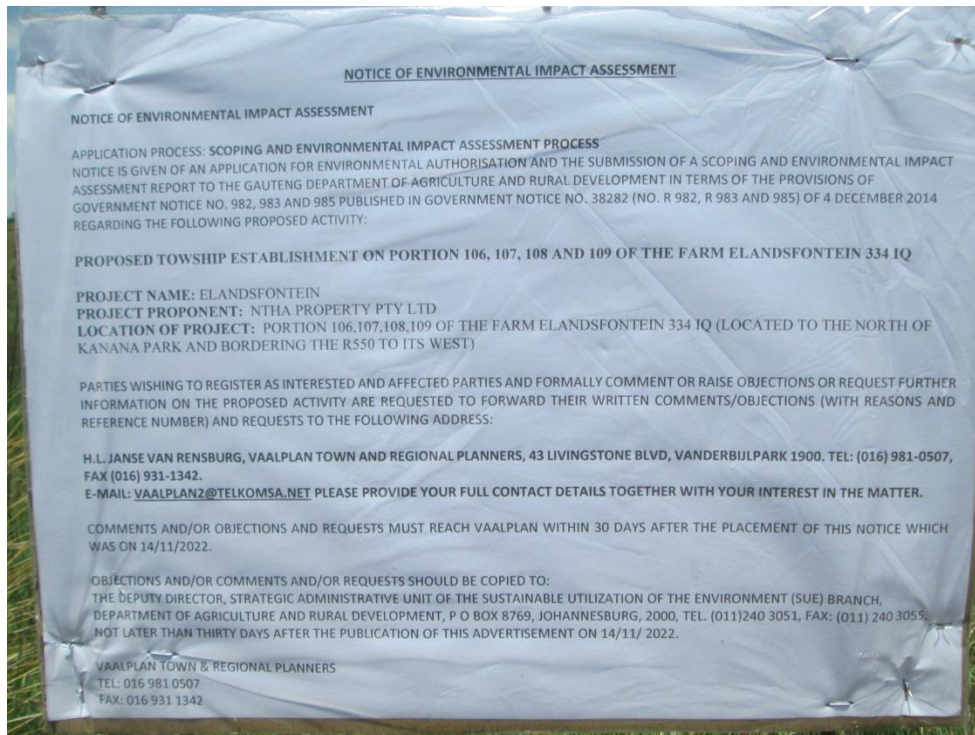 NOTICE OF ENVIRONMENTAL IMPACT ASSESSMENT
NOTICE OF ENVIRONMENTAL IMPACT ASSESSMENT
APPLICATION PROCESS: SCOPING AND ENVIRONMENTAL IMPACT ASSESSMENT PROCESS
NOTICE IS GIVEN OF AN APPLICATION FOR ENVIRONMENTAL AUTHORISATION AND THE SUBMISSION OF A SCOPING AND ENVIRONMENTAL IMPACT
ASSESSMENT REPORT TO THE GAUTENG DEPARTMENT OF AGRICULTURE AND RURAL DEVELOPMENT IN TERMS OF THE PROVISIONS OF
GOVERNMENT NOTICE NO. 982, 983 AND 985 PUBLISHED IN GOVERNMENT NOTICE NO. 38282 (NO. R 982, R 983 AND 985) OF 4 DECEMBER 2014
REGARDING THE FOLLOWING PROPOSED ACTIVITY:
PROPOSED TOWSHIP ESTABLISHMENT ON PORTION 106, 107, 108 AND 109 OF THE FARM ELANDSFONTEIN 334 IQ
PROJECT NAME: ELANDSFONTEIN
PROJECT PROPONENT: NTHA PROPERTY PTY LTD
LOCATION OF PROJECT: PORTION 106,107,108,109 OF THE FARM ELANDSFONTEIN 334 IQ (LOCATED TO THE NORTH OF
KANANA PARK AND BORDERING THE R550 TO ITS WEST)
PARTIES WISHING TO REGISTER AS INTERESTED AND AFFECTED PARTIES AND FORMALLY COMMENT OR RAISE OBJECTIONS OR REQUEST FURTHER
INFORMATION ON THE PROPOSED ACTIVITY ARE REQUESTED TO FORWARD THEIR WRITTEN COMMENTS/OBJECTIONS (WITH REASONS AND
REFERENCE NUMBER) AND REQUESTS TO THE FOLLOWING ADDRESS:
H.L. JANSE VAN RENSBURG, VAALPLAN TOWN AND REGIONAL PLANNERS, 43 LIVINGSTONE BLVD, VANDERBIJLPARK 1900. TEL: (016) 981-0507,
FAX (016) 931-1342.
E-MAIL: VAALPLAN2@TELKOMSA.NET PLEASE PROVIDE YOUR FULL CONTACT DETAILS TOGETHER WITH YOUR INTEREST IN THE MATTER.
COMMENTS AND/OR OBJECTIONS AND REQUESTS MUST REACH VAALPLAN WITHIN 30 DAYS AFTER THE PLACEMENT OF THIS NOTICE WHICH
WAS ON 14/11/2022.
OBJECTIONS AND/OR COMMENTS AND/OR REQUESTS SHOULD BE COPIED TO:
THE DEPUTY DIRECTOR, STRATEGIC ADMINISTRATIVE UNIT OF THE SUSTAINABLE UTILIZATION OF THE ENVIRONMENT (SUE) BRANCH,
DEPARTMENT OF AGRICULTURE AND RURAL DEVELOPMENT, P O BOX 8769, JOHANNESBURG, 2000, TEL. (011)240 3051, FAX: (011) 240 3055,
NOT LATER THAN THIRTY DAYS AFTER THE PUBLICATION OF THIS ADVERTISEMENT ON 14/11/ 2022.
VAALPLAN TOWN & REGIONAL PLANNERS
TEL: 016 981 0507
FAX: 016 931 1342